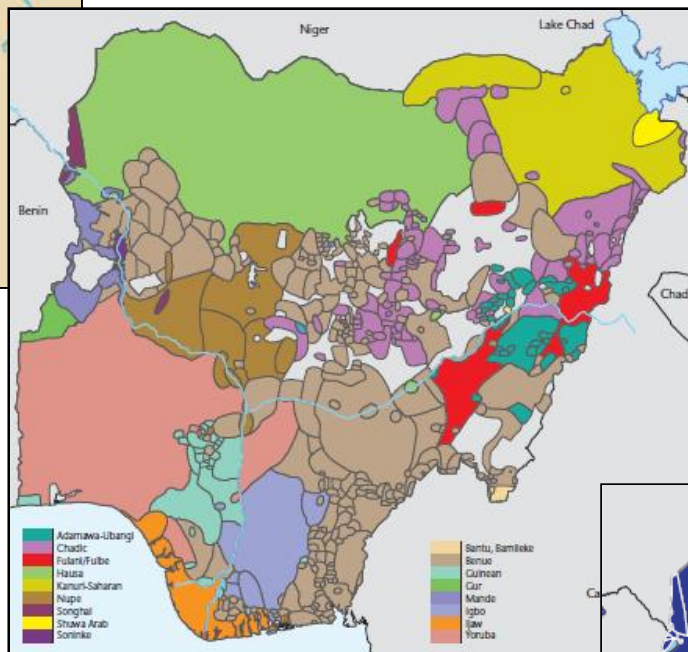 Niger
Lake Chad
Benin
Chad
Adamawa-Ubangi
Chadic
Fulani/Fulbe
Hausa
Kanuri-Saharan
Nupe
Songhai
Shuwa Arab
Soninke
Bantu, Bamileke
Benue
Guinean
Gur
Mande
Igbo
Ijaw
Yoruba
Ca